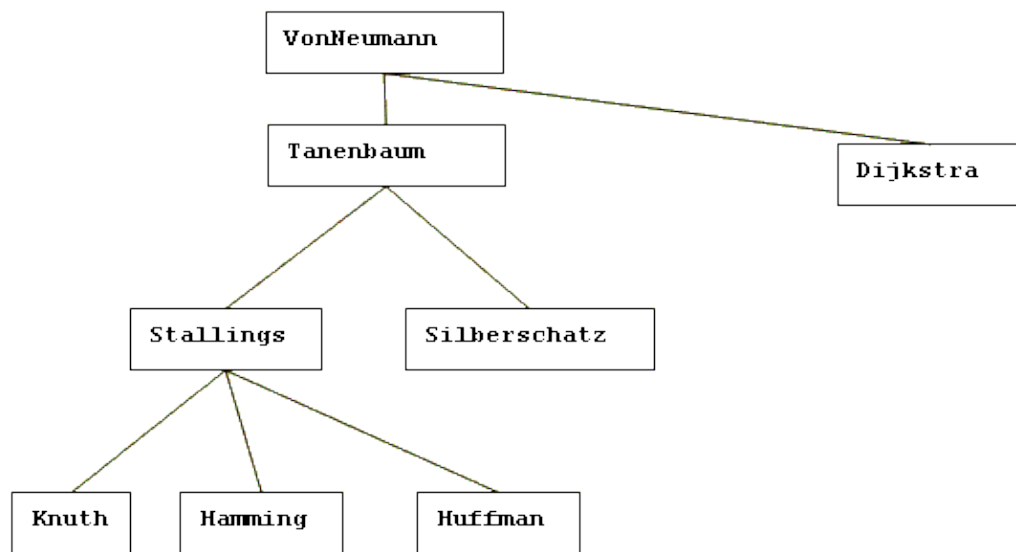 VonNeumann
Tanenbaum
Dijkstra
Stallings
Silberschatz
Knuth
Hamming
Huffman